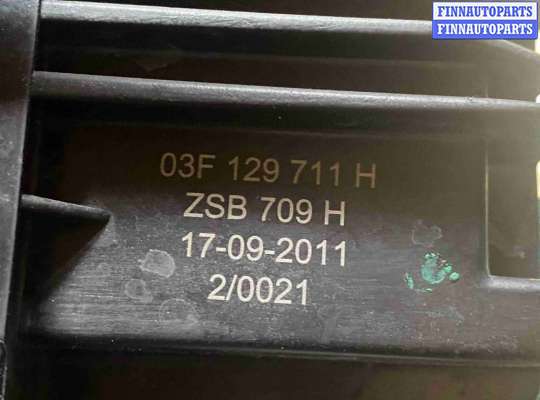 FINNAUTOPARTS
FINNAUTOPARTS
03F 129 711 H
ZSB 709 H
17-09-2011
2/0021